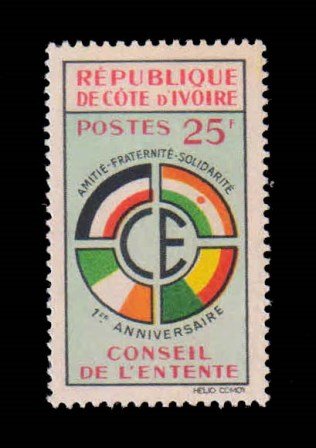 RÉPUBLIQUE
DE CÔTE D'IVOIRE
POSTES 25F
AMITIÉ-FRATERNITÉ-SOLIDARITÉ
CE
1ER ANNIVERSAIRE
CONSEIL
DE L'ENTENTE
HELIO COMOY